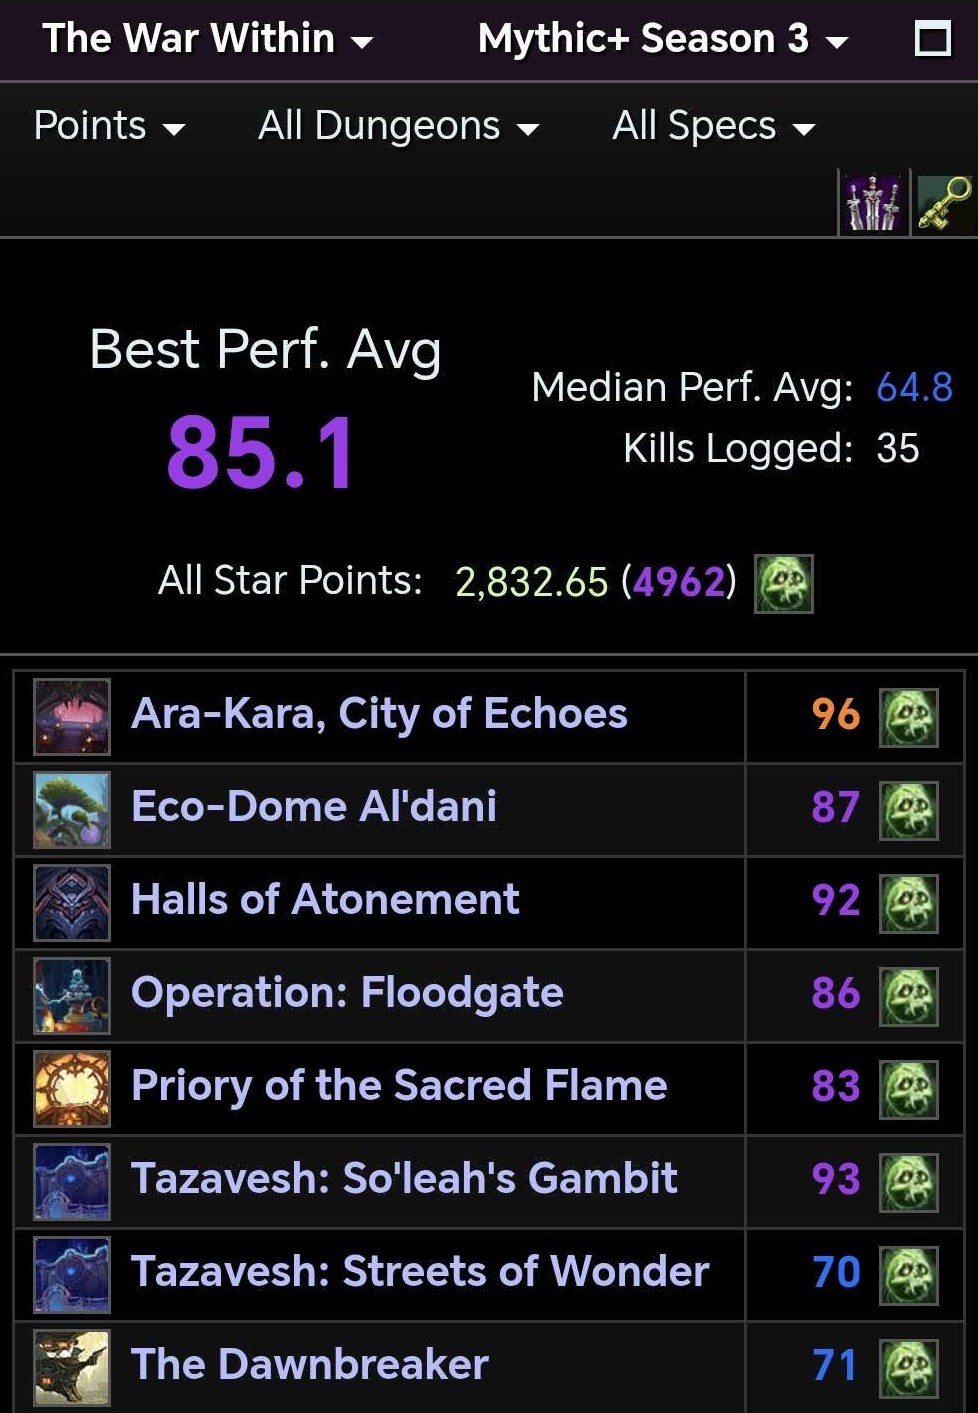 The War Within
Mythic+ Season 3
Points
All Dungeons
All Specs
Best Perf. Avg
85.1
Median Perf. Avg: 64.8
Kills Logged: 35
All Star Points: 2,832.65 (4962)
Ara-Kara, City of Echoes 96
Eco-Dome Al'dani 87
Halls of Atonement 92
Operation: Floodgate 86
Priory of the Sacred Flame 83
Tazavesh: So'leah's Gambit 93
Tazavesh: Streets of Wonder 70
The Dawnbreaker 71